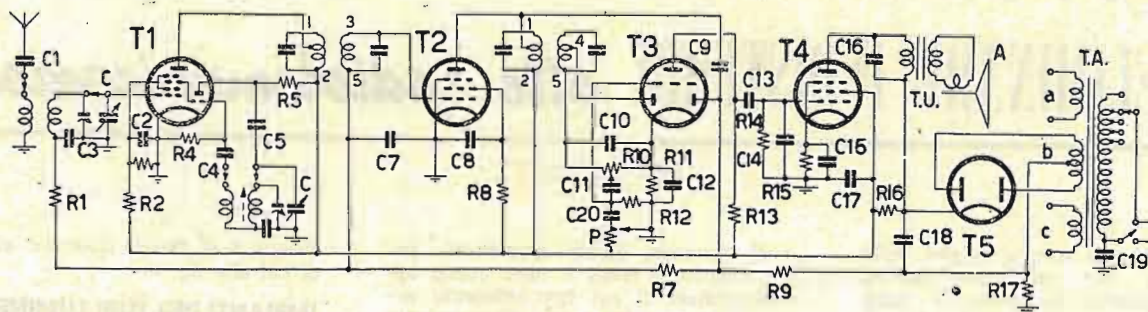 T1
T2
T3
T4
T5
C1
C
C3
C2
R4
C4
C5
R5
C
R1
R2
1
2
3
5
C7
C8
R8
1
2
4
5
C9
C10
R10
R11
C11
C12
C20
R12
P
R13
C13
R14
C14
R15
C15
C16
C17
R16
C18
T.U.
A
T.A.
a
b
c
R7
R9
R17
C19